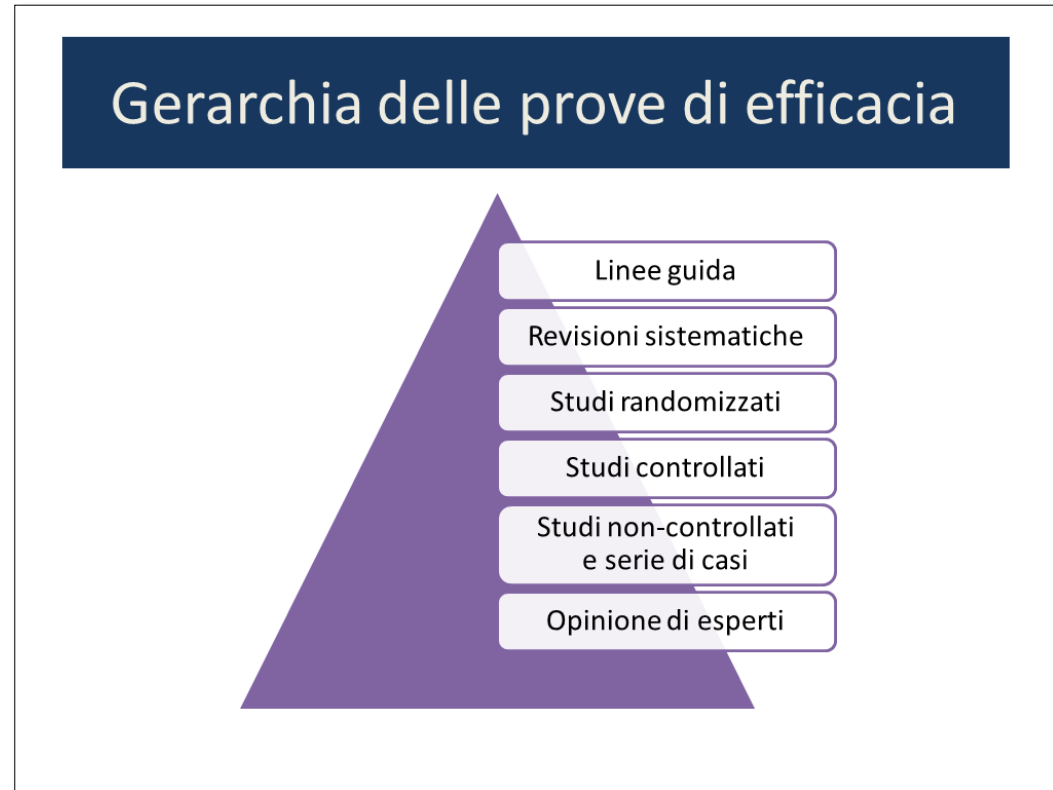 Gerarchia delle prove di efficacia
Linee guida
Revisioni sistematiche
Studi randomizzati
Studi controllati
Studi non-controllati
e serie di casi
Opinione di esperti